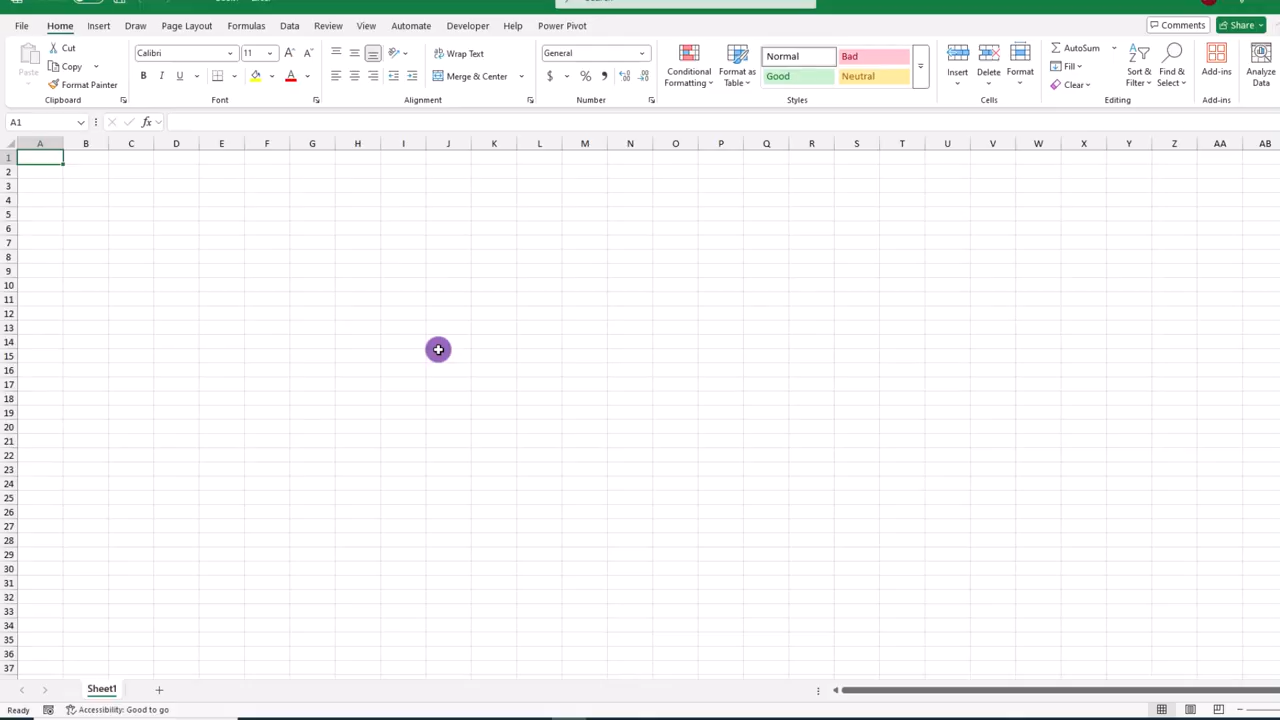 File Home Insert Draw Page Layout Formulas Data Review View Automate Developer Help Power Pivot Comments Share
Paste Cut Copy Format Painter
Calibri 11
B I U
Wrap Text
Merge & Center
General
$ % ,
Conditional Formatting
Format as Table
Normal Bad
Good Neutral
Insert Delete Format
AutoSum
Fill
Clear
Sort & Filter
Find & Select
Add-ins
Analyze Data
Clipboard Font Alignment Number Styles Cells Editing Add-ins
A1 fx
A B C D E F G H I J K L M N O P Q R S T U V W X Y Z AA AB
1
2
3
4
5
6
7
8
9
10
11
12
13
14
15
16
17
18
19
20
21
22
23
24
25
26
27
28
29
30
31
32
33
34
35
36
37
Sheet1
Ready Accessibility: Good to go